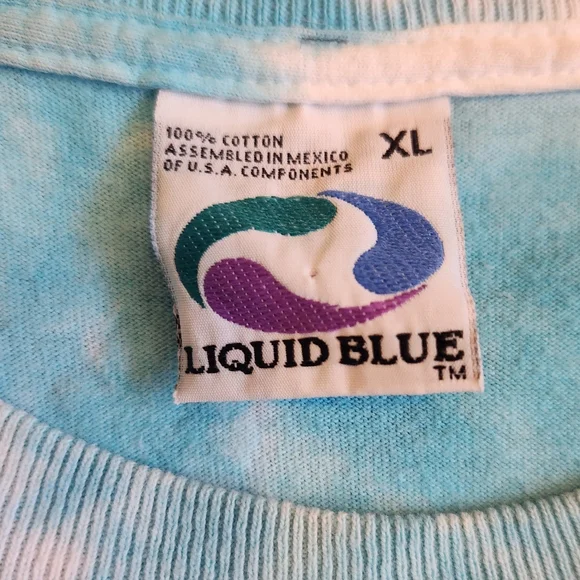 100% COTTON
ASSEMBLED IN MEXICO
OF U.S.A. COMPONENTS
XL
LIQUID BLUE
TM